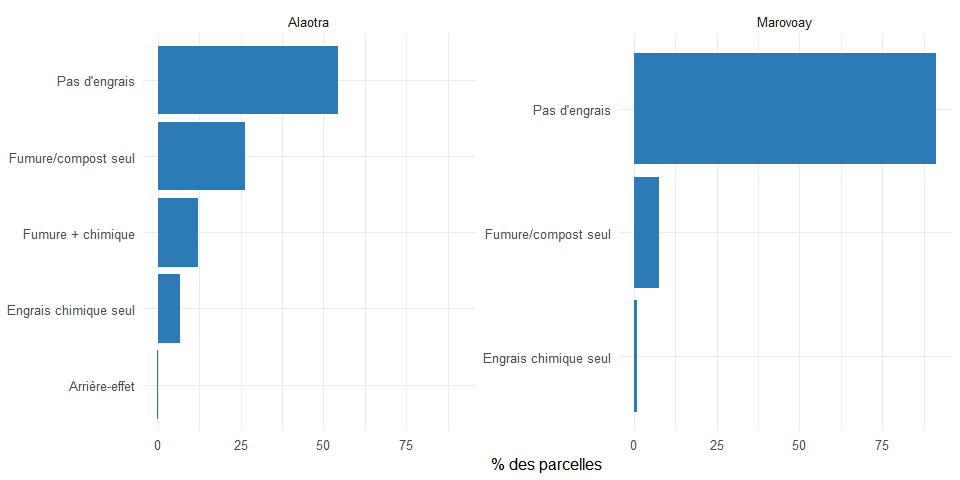 Alaotra
Pas d'engrais
Fumure/compost seul
Fumure + chimique
Engrais chimique seul
Arrière-effet
0 25 50 75
Marovoay
Pas d'engrais
Fumure/compost seul
Engrais chimique seul
0 25 50 75
% des parcelles